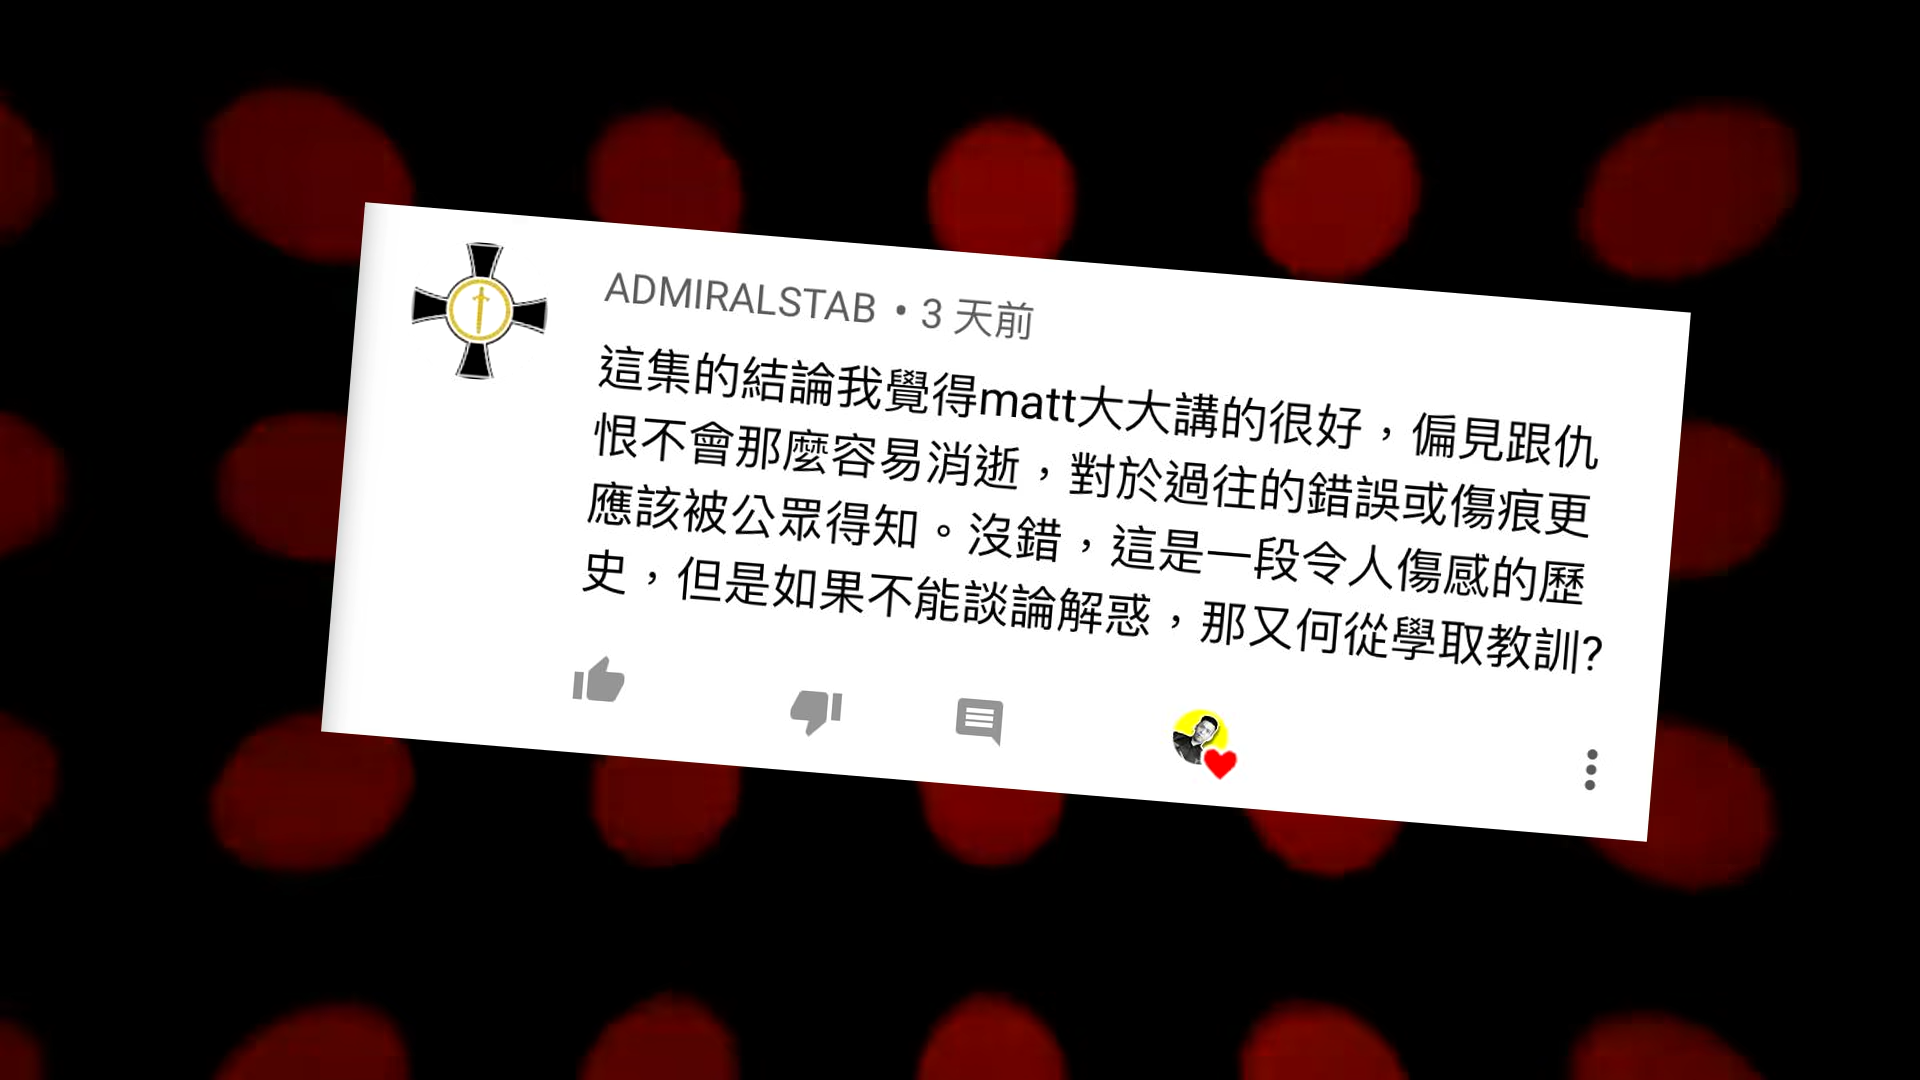 ADMIRALSTAB • 3 天前
這集的結論我覺得matt大大講的很好，偏見跟仇
恨不會那麼容易消逝，對於過往的錯誤或傷痕更
應該被公眾得知。沒錯，這是一段令人傷感的歷
史，但是如果不能談論解惑，那又何從學取教訓?